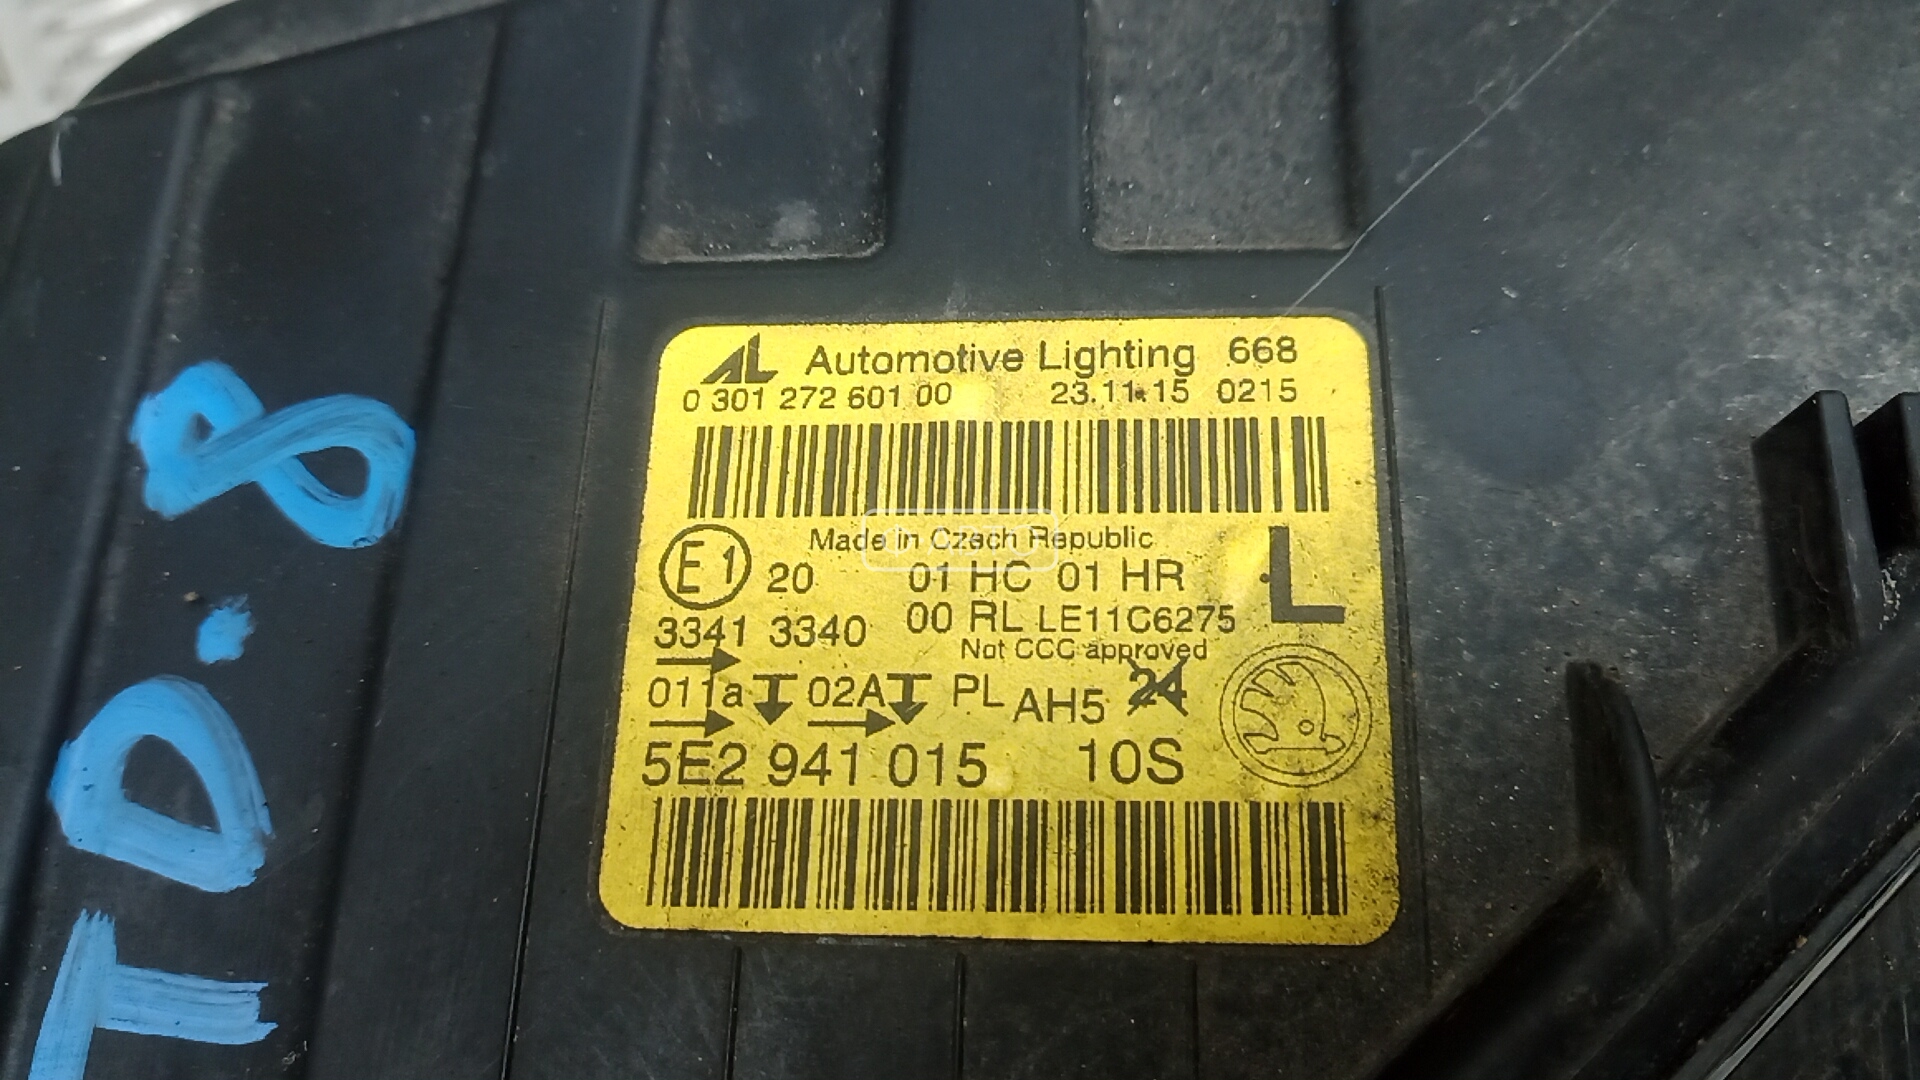 AL Automotive Lighting 668
0 301 272 601 00 23.11.15 0215
Made in Czech Republic
E1 20 01 HC 01 HR L
3341 3340 00 RL LE11C6275
Not CCC approved
011a 02A PL AH5 24
5E2 941 015 10S
TD.8
Ф АВТО